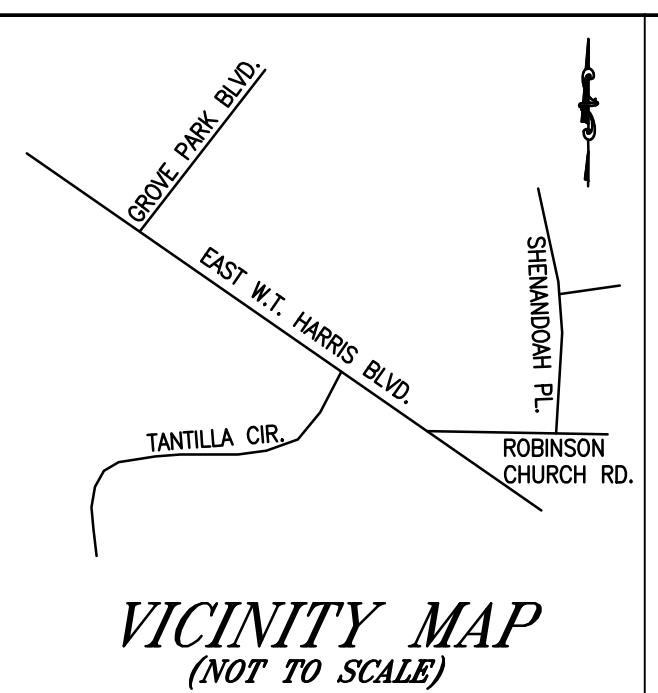 GROVE PARK BLVD.
EAST W.T. HARRIS BLVD.
SHENANDOAH PL.
TANTILLA CIR.
ROBINSON
CHURCH RD.
VICINITY MAP
(NOT TO SCALE)